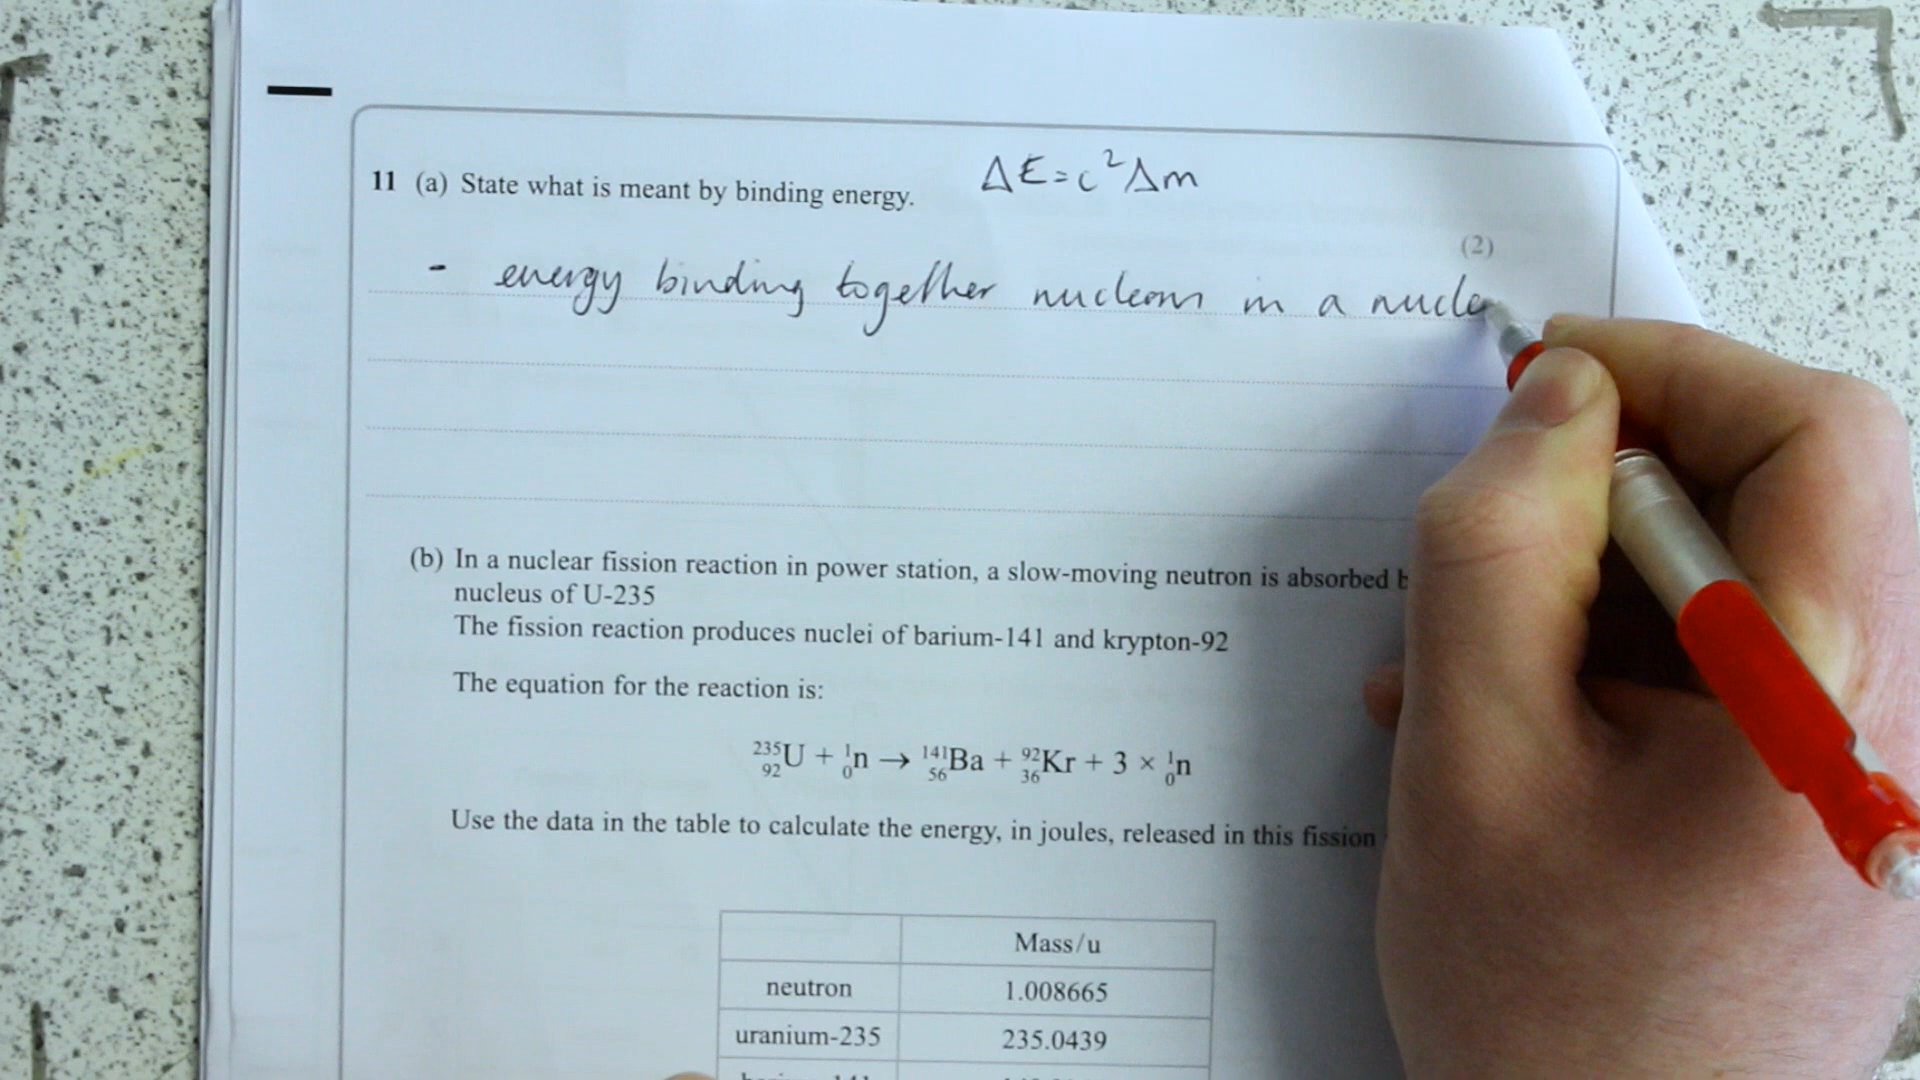 11 (a) State what is meant by binding energy. ΔE=c²Δm
(2)
- energy binding together nucleons in a nucle
(b) In a nuclear fission reaction in power station, a slow-moving neutron is absorbed
nucleus of U-235
The fission reaction produces nuclei of barium-141 and krypton-92
The equation for the reaction is:
²³⁵₉₂U + ¹₀n → ¹⁴¹₅₆Ba + ⁹²₃₆Kr + 3 × ¹₀n
Use the data in the table to calculate the energy, in joules, released in this fission
Mass/u
neutron 1.008665
uranium-235 235.0439